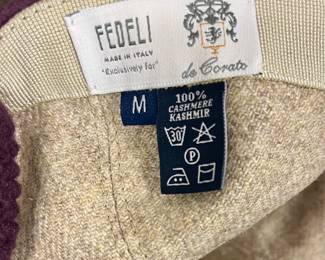 FEDELI
MADE IN ITALY
"Exclusively for"
de Corato
M
100%
CASHMERE
KASHMIR
30°
P